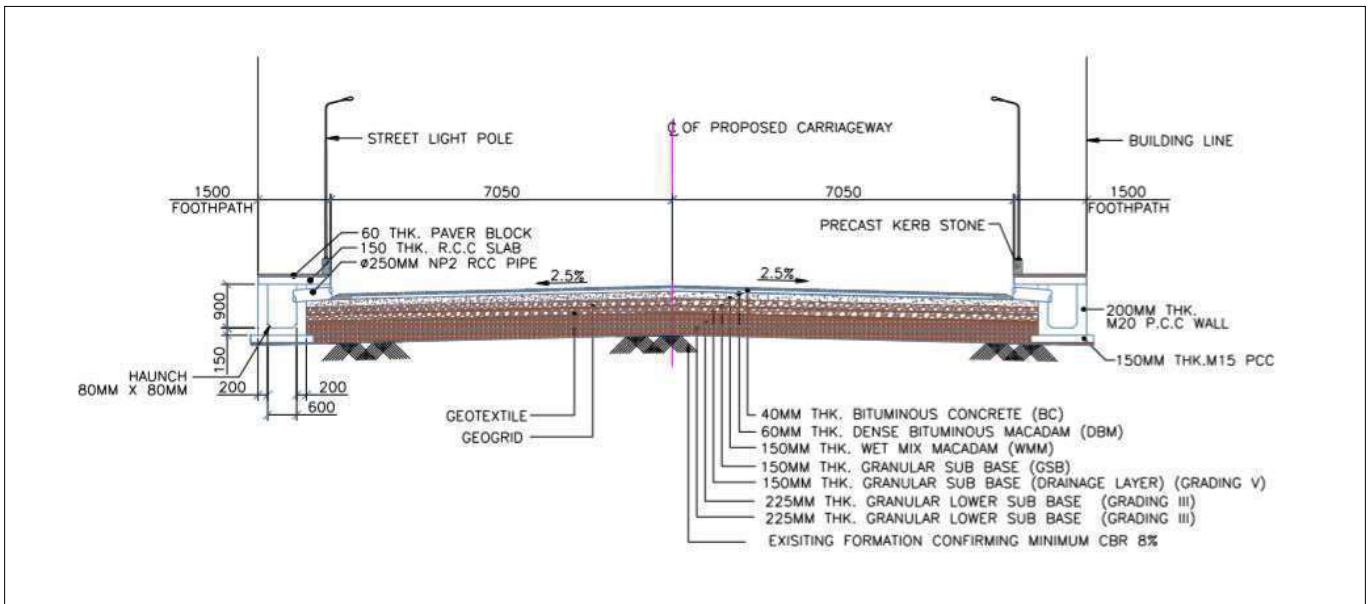 ℄ OF PROPOSED CARRIAGEWAY
STREET LIGHT POLE
BUILDING LINE
1500
7050
7050
1500
FOOTHPATH
FOOTHPATH
PRECAST KERB STONE
60 THK. PAVER BLOCK
150 THK. R.C.C SLAB
ø250MM NP2 RCC PIPE
2.5%
2.5%
900
150
200MM THK.
M20 P.C.C WALL
150MM THK.M15 PCC
HAUNCH
80MM X 80MM
200
200
600
GEOTEXTILE
GEOGRID
40MM THK. BITUMINOUS CONCRETE (BC)
60MM THK. DENSE BITUMINOUS MACADAM (DBM)
150MM THK. WET MIX MACADAM (WMM)
150MM THK. GRANULAR SUB BASE (GSB)
150MM THK. GRANULAR SUB BASE (DRAINAGE LAYER) (GRADING V)
225MM THK. GRANULAR LOWER SUB BASE (GRADING III)
225MM THK. GRANULAR LOWER SUB BASE (GRADING III)
EXISITING FORMATION CONFIRMING MINIMUM CBR 8%